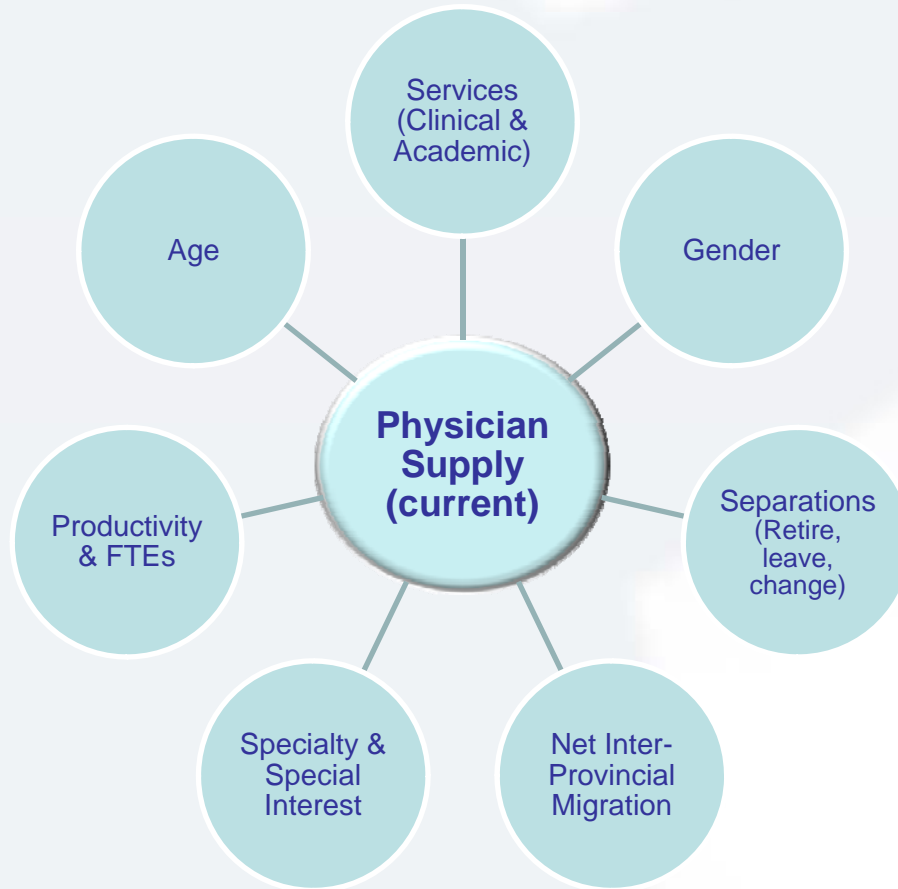 Services
(Clinical &
Academic)
Age
Gender
Physician
Supply
(current)
Productivity
& FTEs
Separations
(Retire,
leave,
change)
Specialty &
Special
Interest
Net Inter-
Provincial
Migration